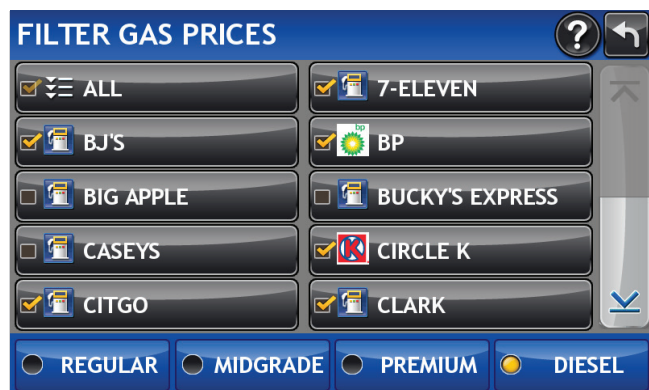 FILTER GAS PRICES ?
ALL 7-ELEVEN
BJ'S bp BP
BIG APPLE BUCKY'S EXPRESS
CASEYS K CIRCLE K
CITGO CLARK
REGULAR MIDGRADE PREMIUM DIESEL